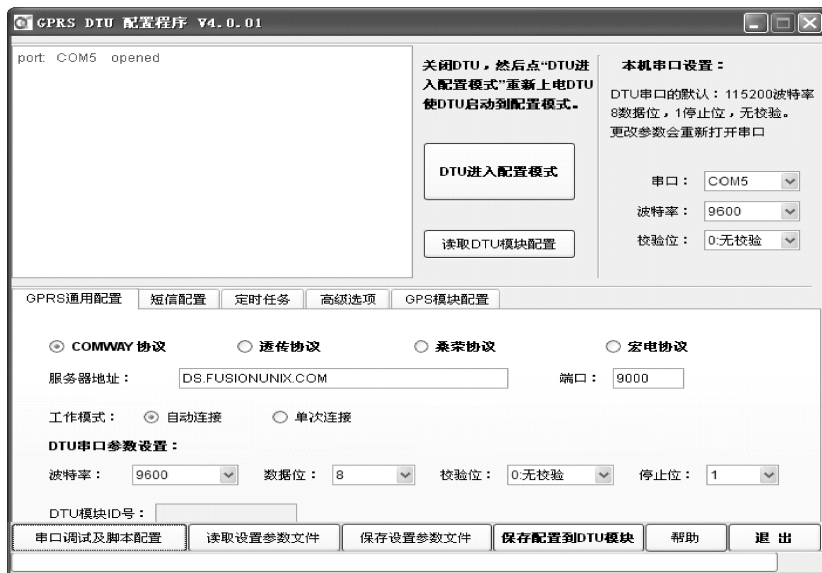 GPRS DTU 配置程序 V4.0.01
port: COM5 opened
关闭DTU，然后点“DTU进
入配置模式”重新上电DTU
使DTU启动到配置模式。
DTU进入配置模式
读取DTU模块配置
本机串口设置：
DTU串口的默认：115200波特率
8数据位，1停止位，无校验。
更改参数会重新打开串口
串口： COM5
波特率： 9600
校验位： 0:无校验
GPRS通用配置 短信配置 定时任务 高级选项 GPS模块配置
COMWAY 协议 透传协议 桑荣协议 宏电协议
服务器地址： DS.FUSIONUNIX.COM 端口： 9000
工作模式： 自动连接 单次连接
DTU串口参数设置：
波特率： 9600 数据位： 8 校验位： 0:无校验 停止位： 1
DTU模块ID号：
串口调试及脚本配置 读取设置参数文件 保存设置参数文件 保存配置到DTU模块 帮助 退 出